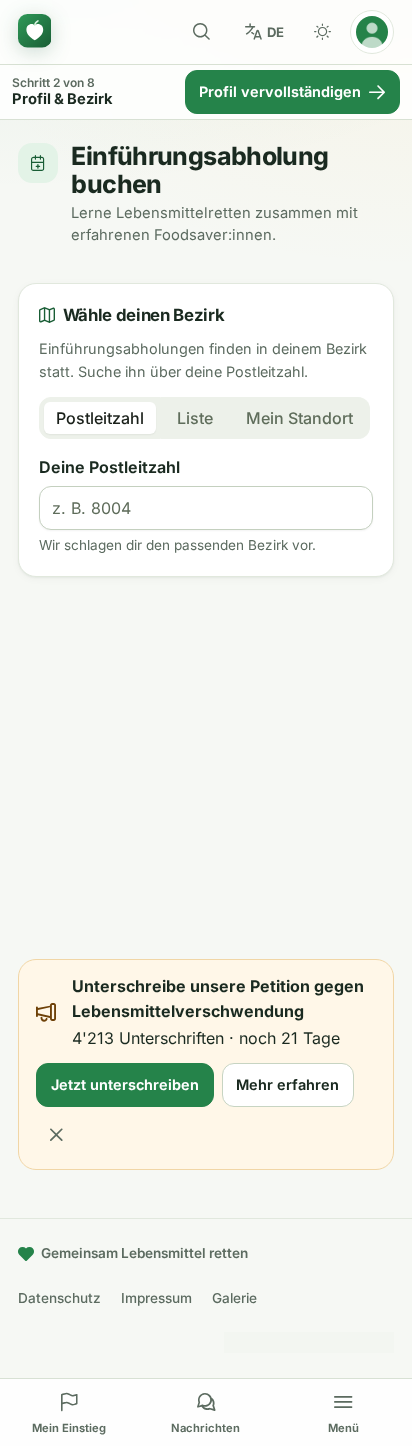 DE
Schritt 2 von 8
Profil & Bezirk
Profil vervollständigen
Einführungsabholung
buchen
Lerne Lebensmittelretten zusammen mit
erfahrenen Foodsaver:innen.
Wähle deinen Bezirk
Einführungsabholungen finden in deinem Bezirk
statt. Suche ihn über deine Postleitzahl.
Postleitzahl Liste Mein Standort
Deine Postleitzahl
z. B. 8004
Wir schlagen dir den passenden Bezirk vor.
Unterschreibe unsere Petition gegen
Lebensmittelverschwendung
4'213 Unterschriften · noch 21 Tage
Jetzt unterschreiben Mehr erfahren
Gemeinsam Lebensmittel retten
Datenschutz Impressum Galerie
Mein Einstieg Nachrichten Menü